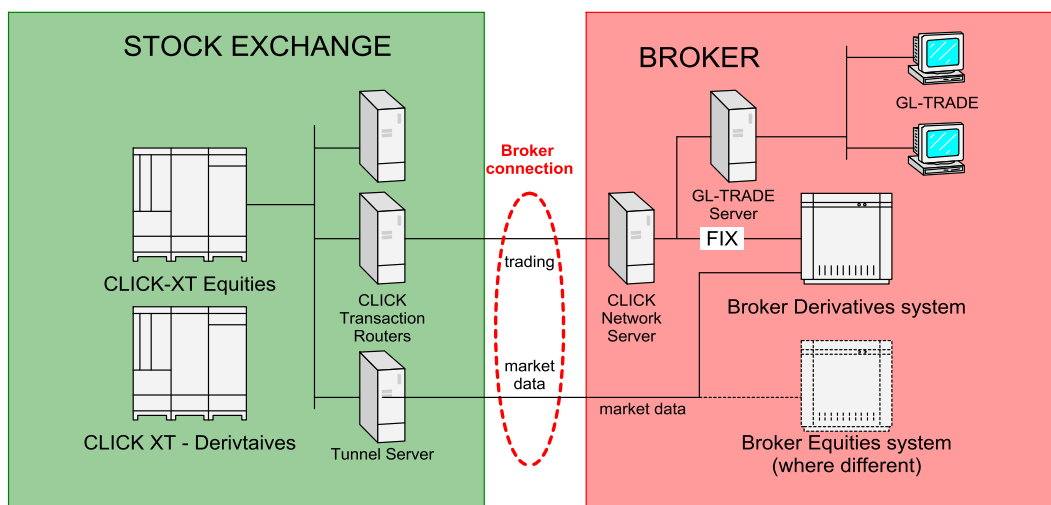 STOCK EXCHANGE
BROKER
GL-TRADE
Broker
connection
GL-TRADE
Server
FIX
CLICK-XT Equities
trading
CLICK
Transaction
Routers
CLICK
Network
Server
Broker Derivatives system
market
data
market data
CLICK XT - Derivtaives
Tunnel Server
Broker Equities system
(where different)